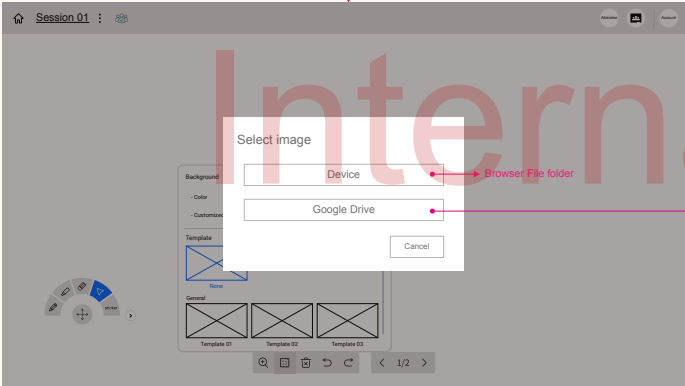 Session 01
Attendee
Account
Intern
Select image
Device
Browser File folder
Google Drive
Cancel
Background
- Color
- Customized
Template
None
General
Template 01 Template 02 Template 03
sticker
1/2